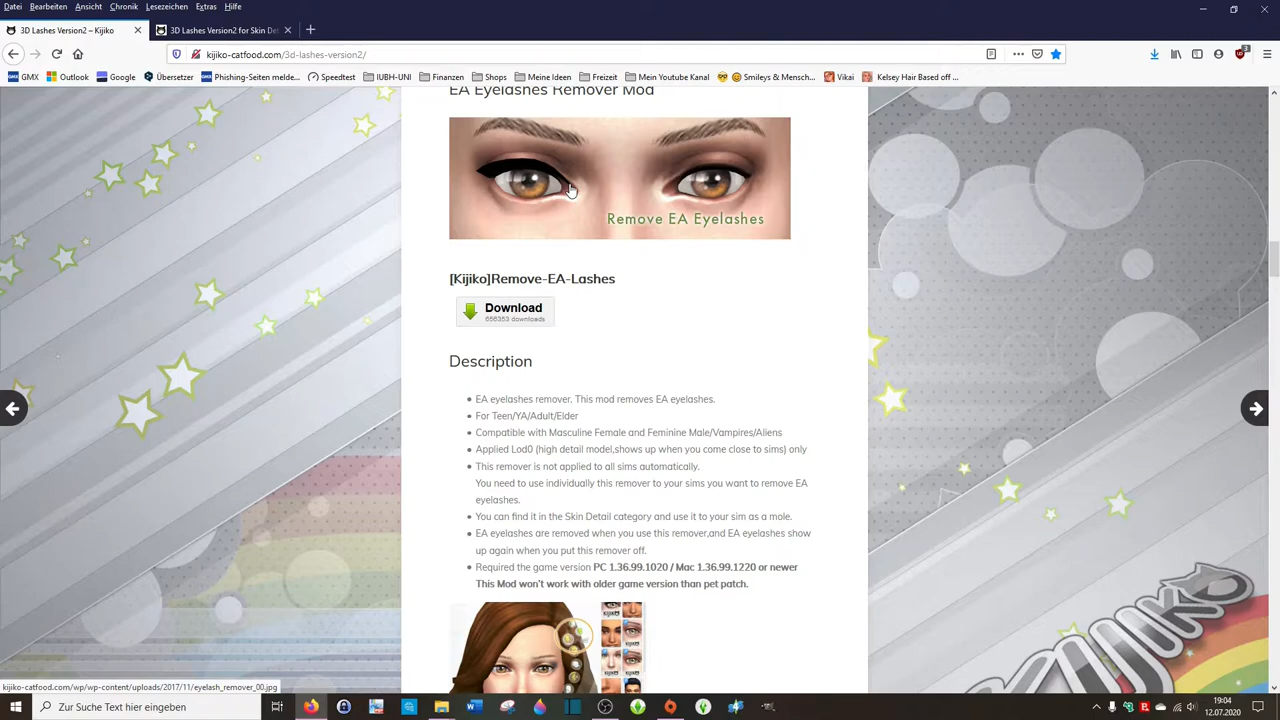 Datei Bearbeiten Ansicht Chronik Lesezeichen Extras Hilfe
3D Lashes Version2 – Kijiko
3D Lashes Version2 for Skin De
kijiko-catfood.com/3d-lashes-version2/
GMX Outlook Google Übersetzer Phishing-Seiten melde... Speedtest IUBH-UNI Finanzen Shops Meine Ideen Freizeit Mein Youtube Kanal Smileys & Mensch... Vikai Kelsey Hair Based off ...
EA Eyelashes Remover Mod
Remove EA Eyelashes
[Kijiko]Remove-EA-Lashes
Download
656353 downloads
Description
EA eyelashes remover. This mod removes EA eyelashes.
For Teen/YA/Adult/Elder
Compatible with Masculine Female and Feminine Male/Vampires/Aliens
Applied Lod0 (high detail model,shows up when you come close to sims) only
This remover is not applied to all sims automatically.
You need to use individually this remover to your sims you want to remove EA
eyelashes.
You can find it in the Skin Detail category and use it to your sim as a mole.
EA eyelashes are removed when you use this remover,and EA eyelashes show
up again when you put this remover off.
Required the game version PC 1.36.99.1020 / Mac 1.36.99.1220 or newer
This Mod won't work with older game version than pet patch.
KIJIKO
kijiko-catfood.com/wp/wp-content/uploads/2017/11/eyelash_remover_00.jpg
Zur Suche Text hier eingeben
19:04
12.07.2020